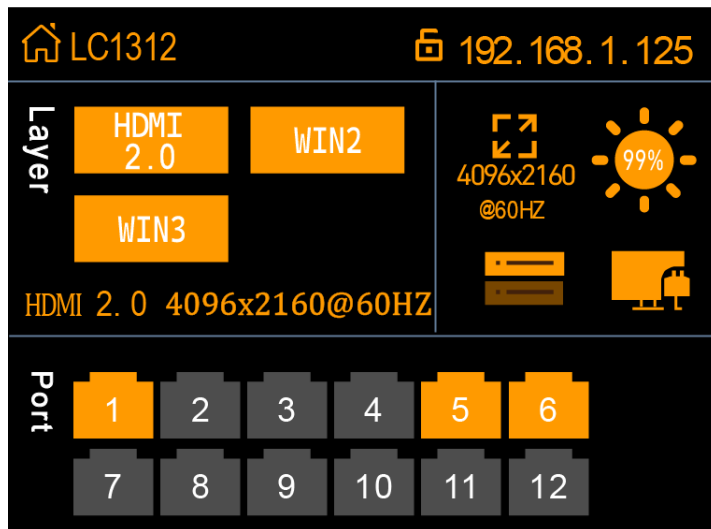 LC1312
192.168.1.125
Layer
HDMI
2.0
WIN2
WIN3
HDMI 2.0 4096x2160@60HZ
4096x2160
@60HZ
99%
Port
1 2 3 4 5 6
7 8 9 10 11 12